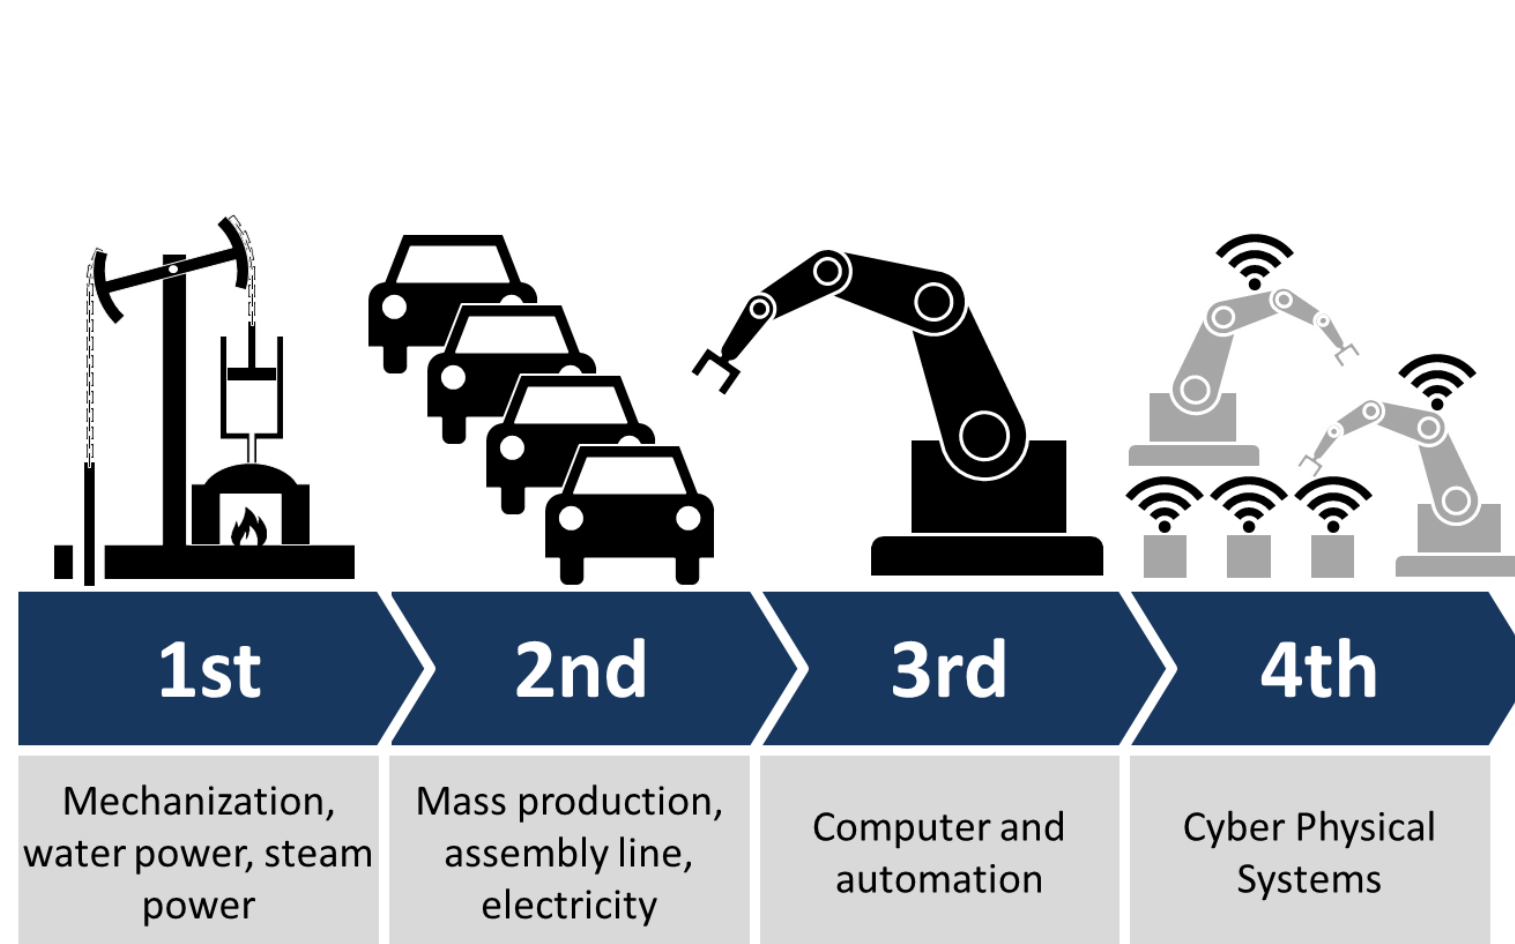 1st
2nd
3rd
4th
Mechanization,
water power, steam
power
Mass production,
assembly line,
electricity
Computer and
automation
Cyber Physical
Systems